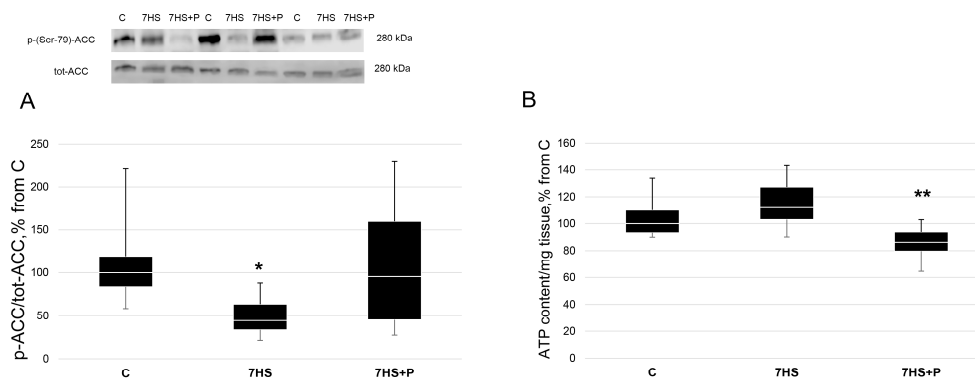 C 7HS 7HS+P C 7HS 7HS+P C 7HS 7HS+P
p-(Scr-79)-ACC 280 kDa
tot-ACC 280 kDa
A
p-ACC/tot-ACC,% from C
250
200
150
100
50
0
*
C 7HS 7HS+P
B
ATP content/mg tissue,% from C
160
140
120
100
80
60
40
20
0
**
C 7HS 7HS+P